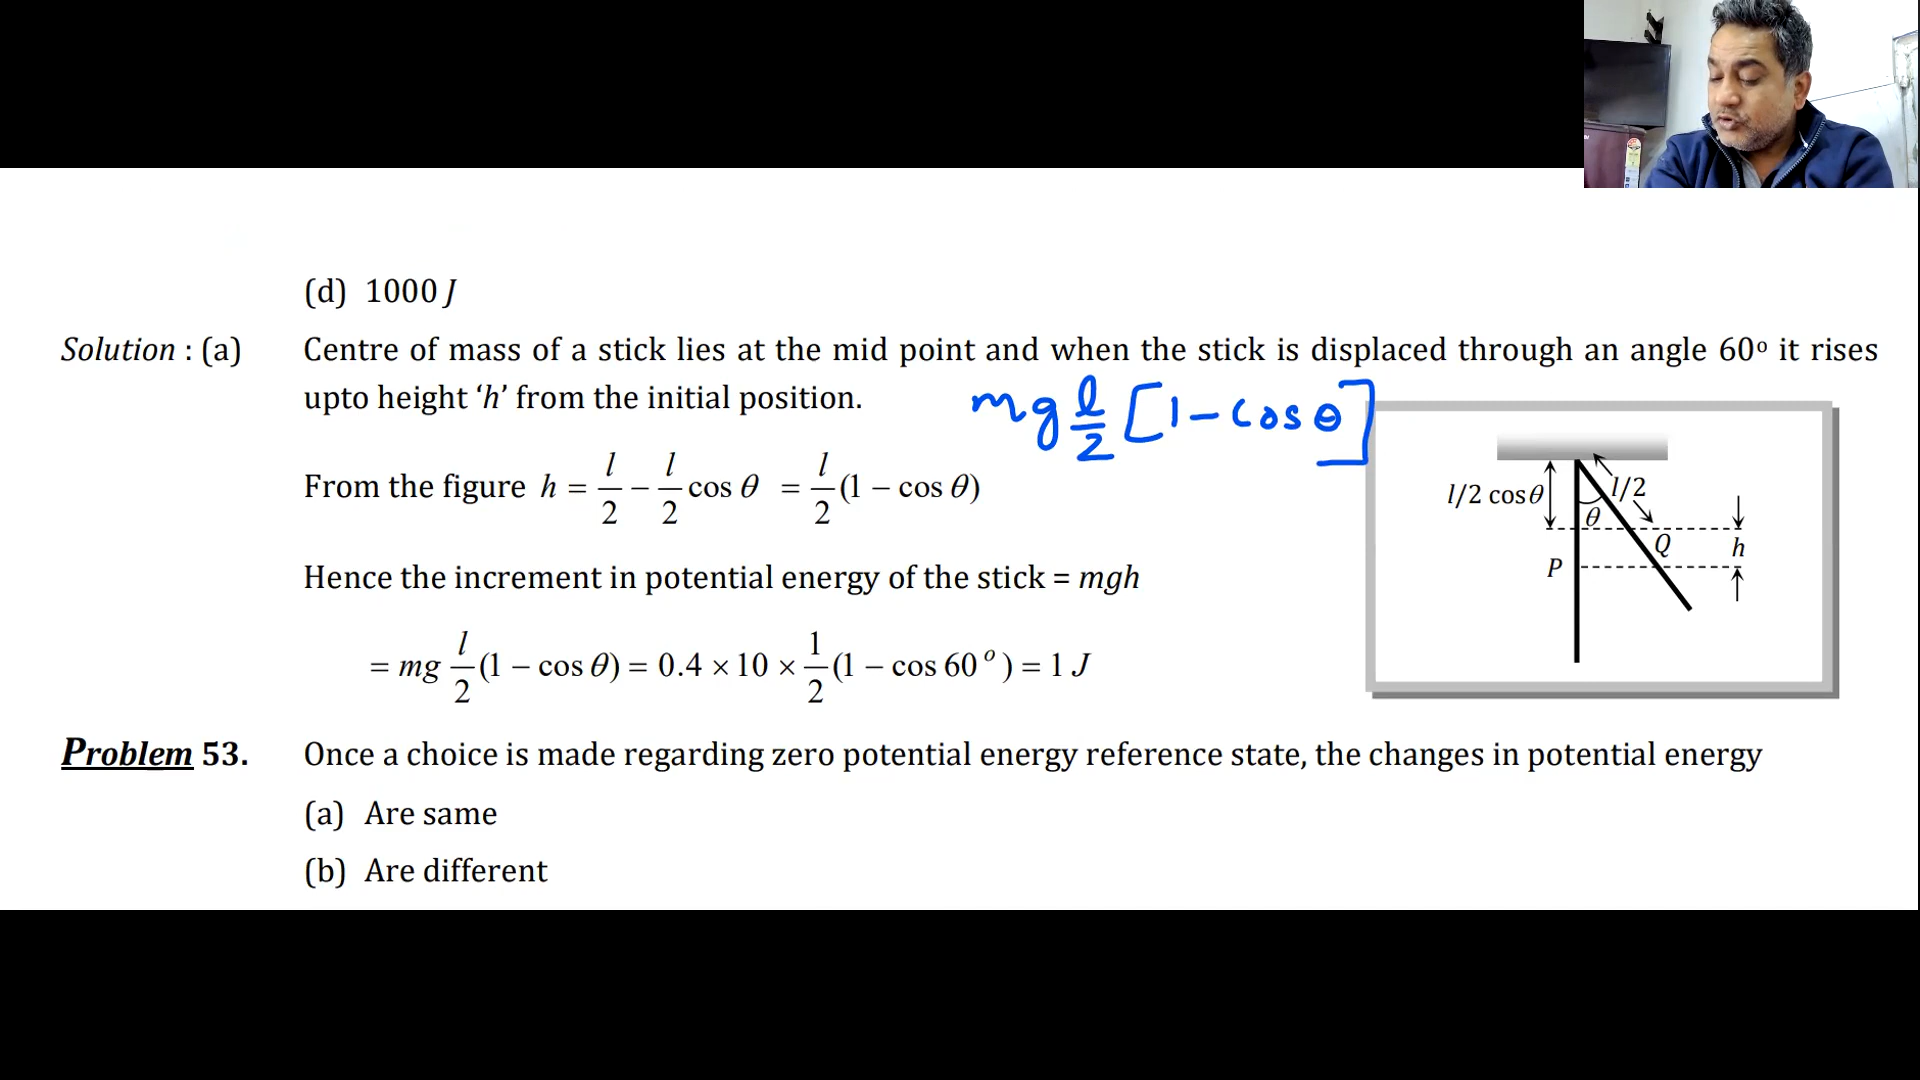 (d) 1000 J
Solution : (a) Centre of mass of a stick lies at the mid point and when the stick is displaced through an angle 60° it rises
upto height ‘h’ from the initial position.
mg l/2 [1 – cos θ]
From the figure h = l/2 – l/2 cos θ = l/2 (1 – cos θ)
Hence the increment in potential energy of the stick = mgh
= mg l/2 (1 – cos θ) = 0.4 × 10 × 1/2 (1 – cos 60°) = 1 J
l/2 cosθ
l/2
θ
Q
h
P
Problem 53. Once a choice is made regarding zero potential energy reference state, the changes in potential energy
(a) Are same
(b) Are different